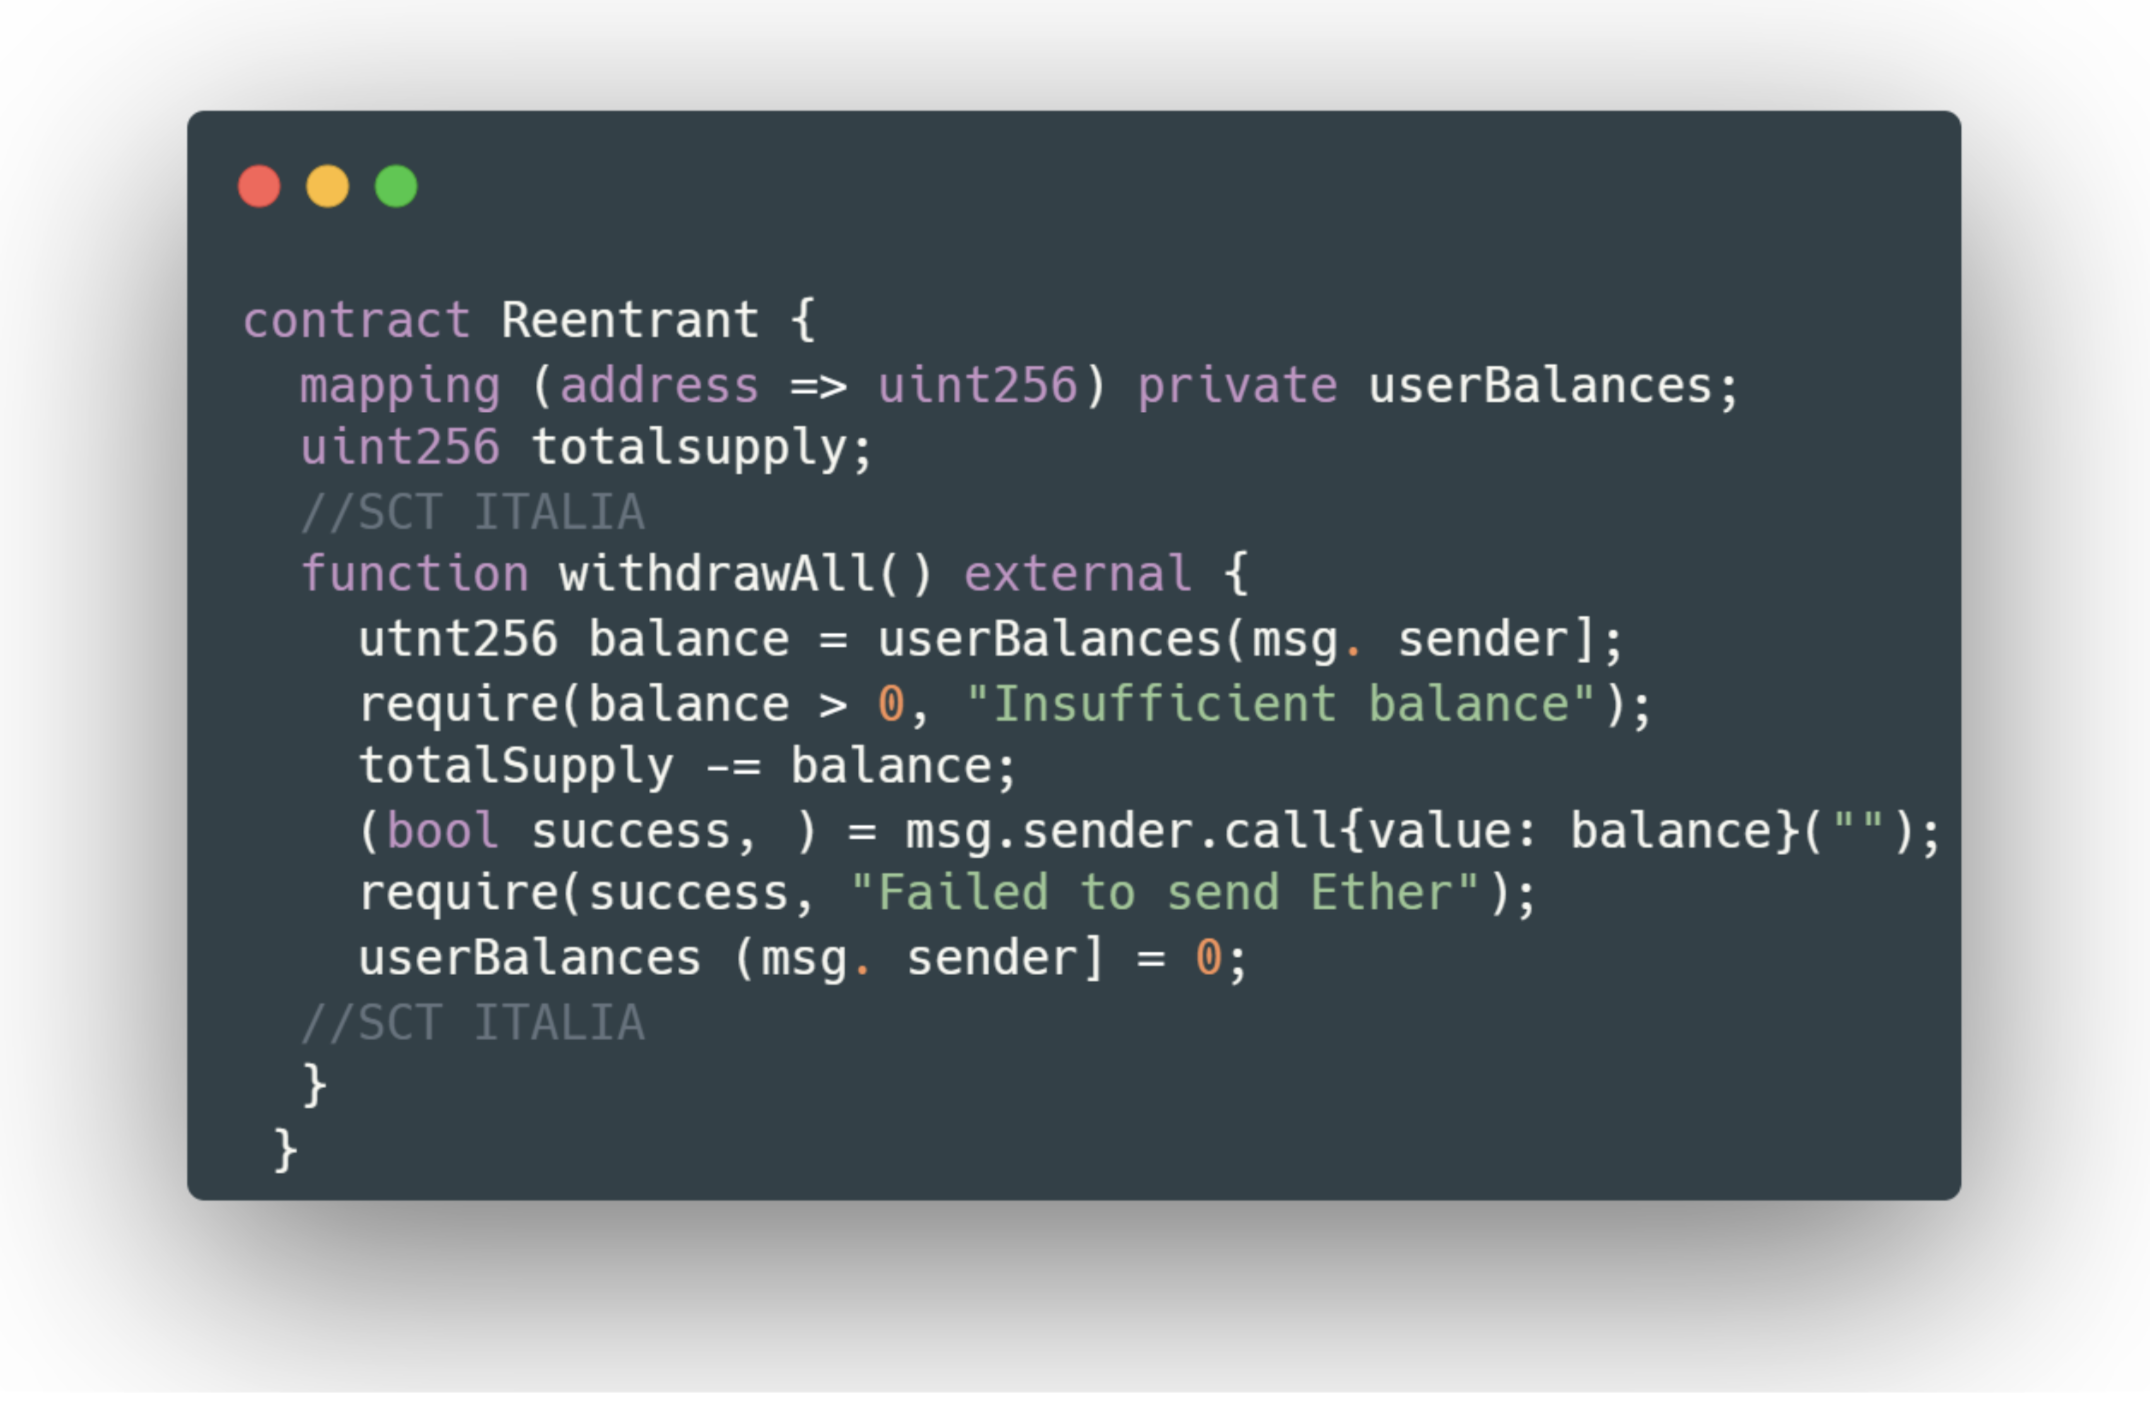 contract Reentrant {
mapping (address => uint256) private userBalances;
uint256 totalsupply;
//SCT ITALIA
function withdrawAll() external {
utnt256 balance = userBalances(msg. sender];
require(balance > 0, "Insufficient balance");
totalSupply -= balance;
(bool success, ) = msg.sender.call{value: balance}("");
require(success, "Failed to send Ether");
userBalances (msg. sender] = 0;
//SCT ITALIA
}
}